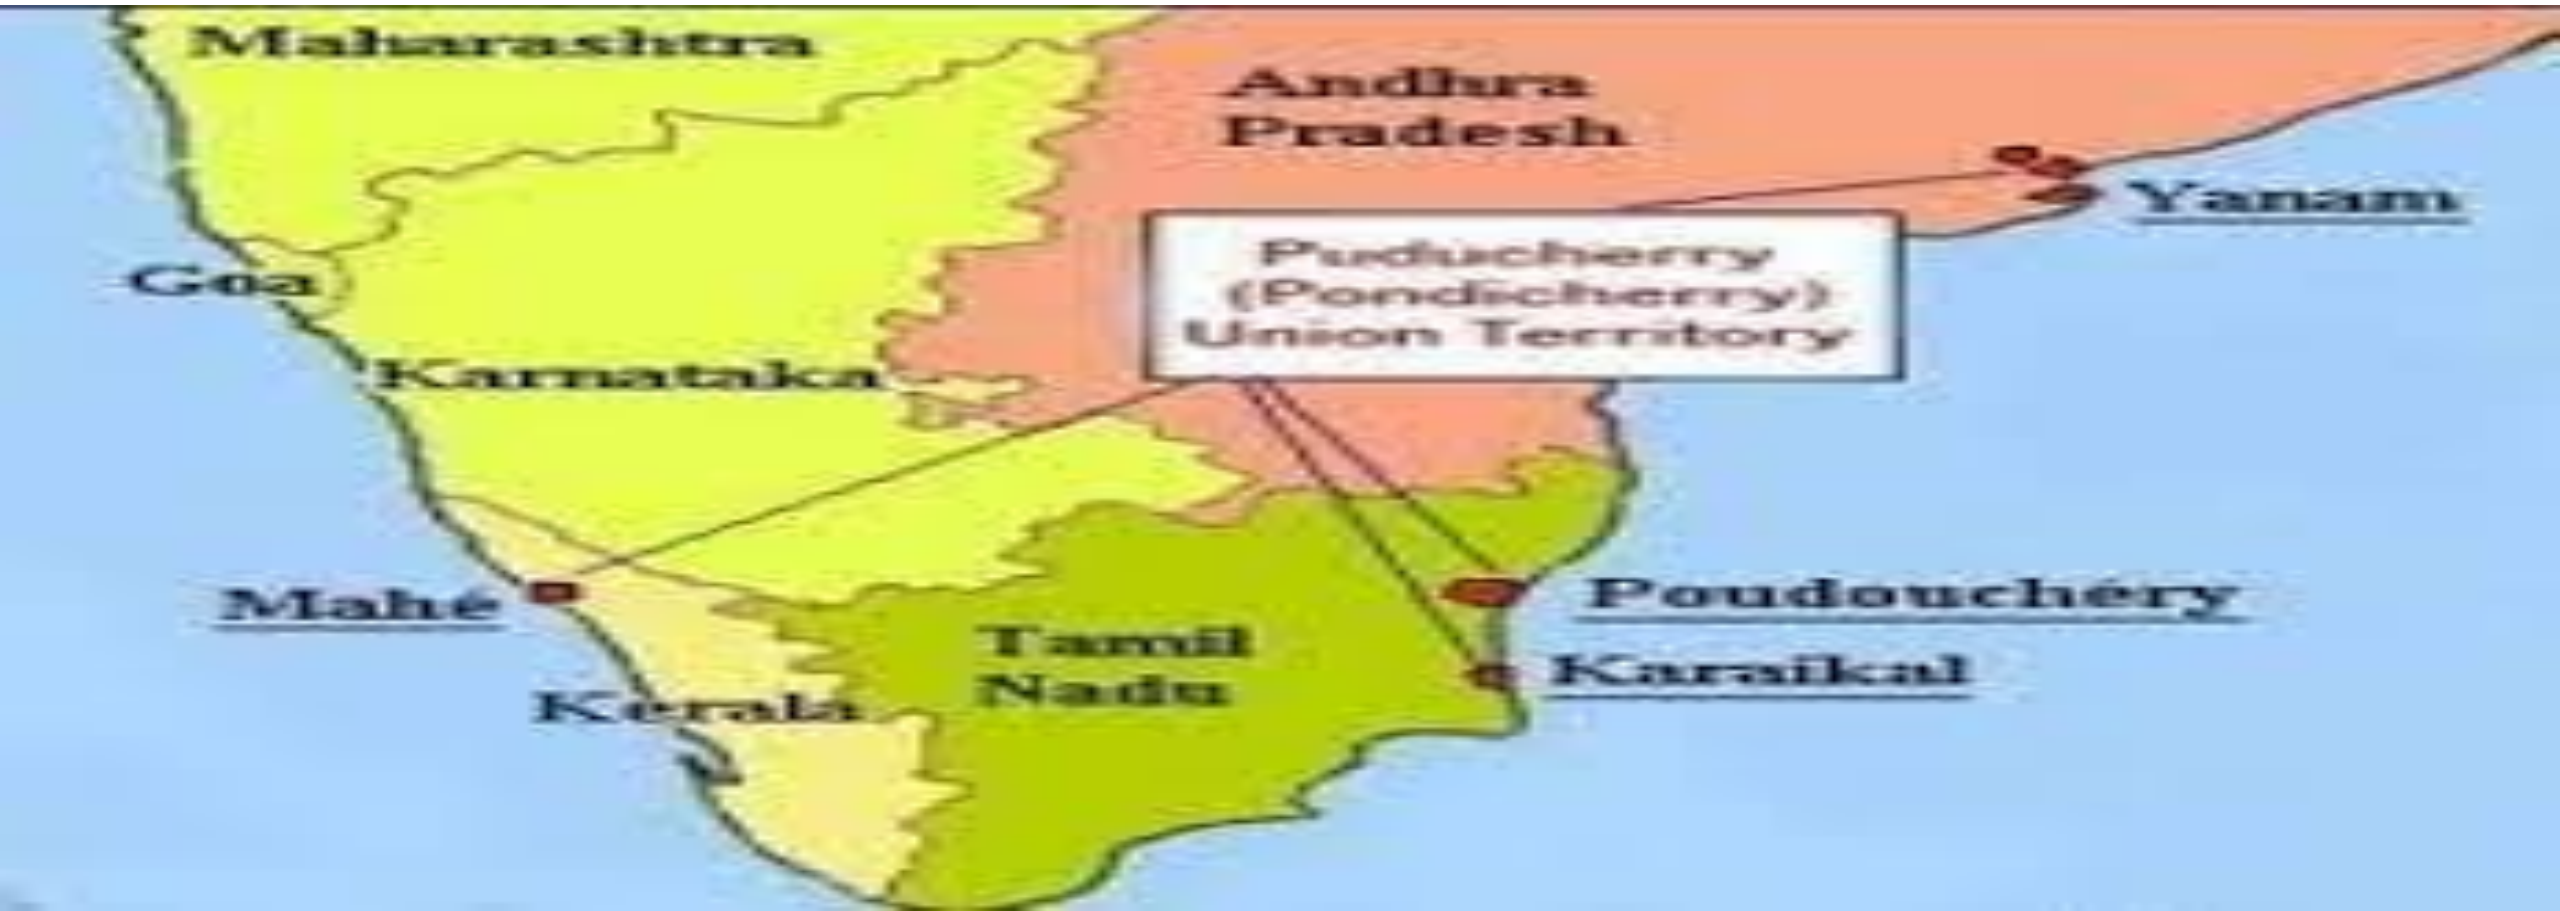 Maharashtra
Andhra
Pradesh
Yanam
Puducherry
(Pondicherry)
Union Territory
Goa
Karnataka
Mahé
Poudouchéry
Tamil
Nadu
Karaikal
Kerala